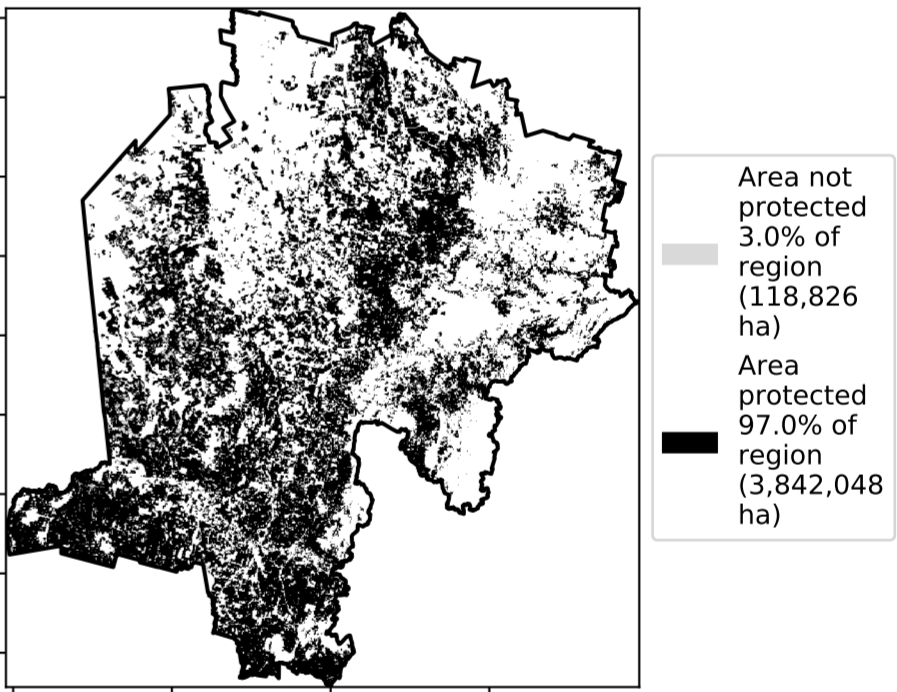 Area not
protected
3.0% of
region
(118,826
ha)
Area
protected
97.0% of
region
(3,842,048
ha)